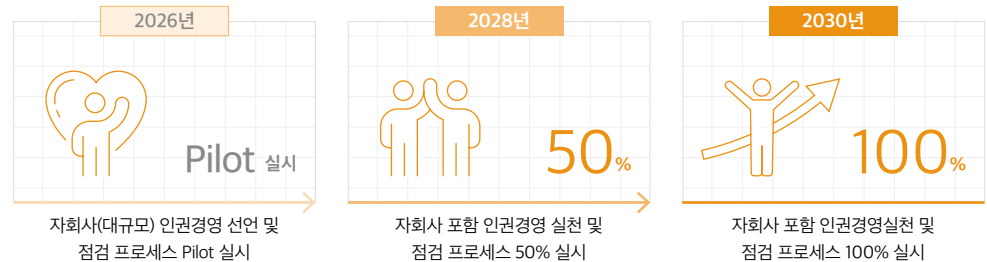 2026년
Pilot 실시
자회사(대규모) 인권경영 선언 및
점검 프로세스 Pilot 실시
2028년
50%
자회사 포함 인권경영 실천 및
점검 프로세스 50% 실시
2030년
100%
자회사 포함 인권경영실천 및
점검 프로세스 100% 실시